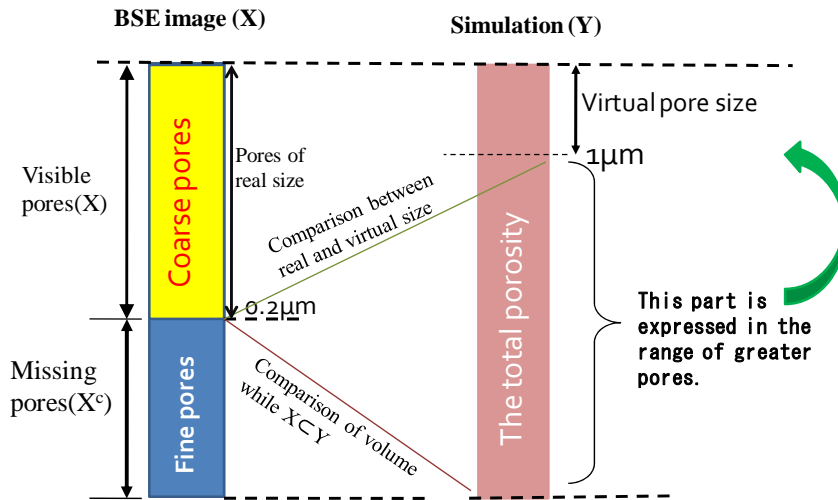 BSE image (X)
Simulation (Y)
Visible
pores(X)
Coarse pores
Pores of
real size
0.2μm
Missing
pores(Xᶜ)
Fine pores
Comparison between
real and virtual size
Comparison of volume
while X⊂Y
The total porosity
Virtual pore size
1μm
This part is
expressed in the
range of greater
pores.